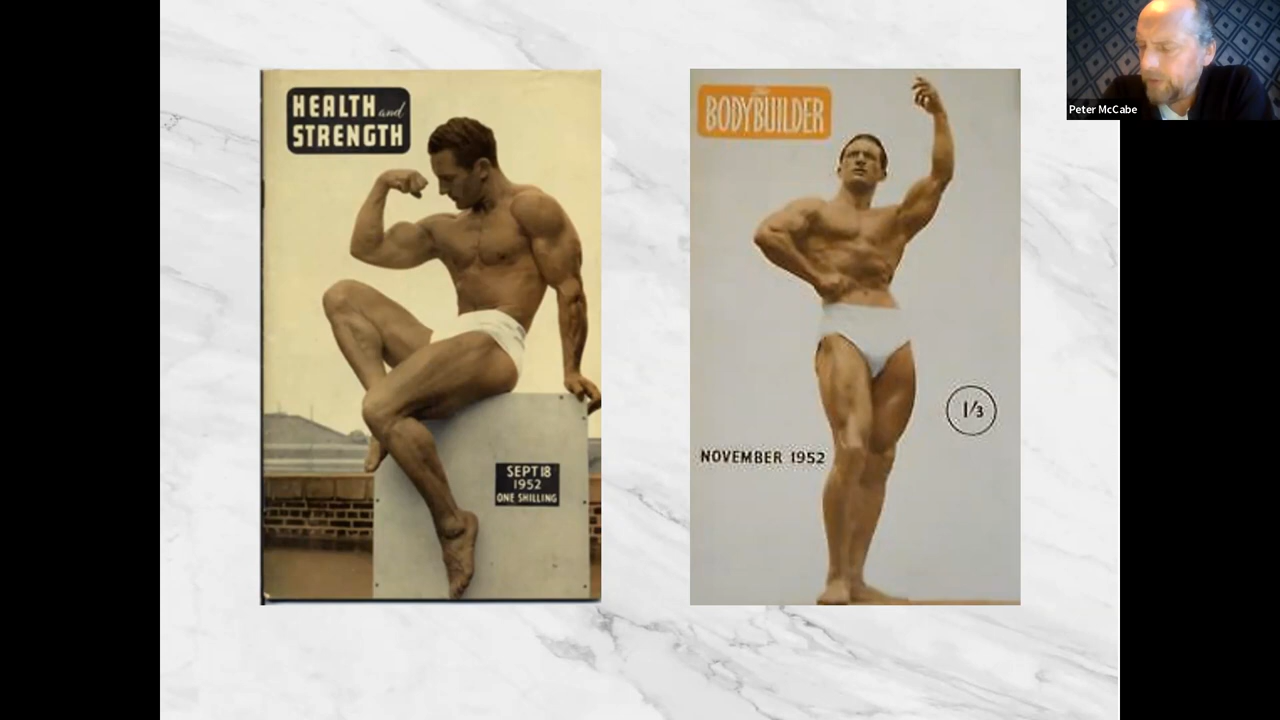 HEALTH and
STRENGTH
SEPT 18
1952
ONE SHILLING
The
BODYBUILDER
NOVEMBER 1952
1/3
Peter McCabe